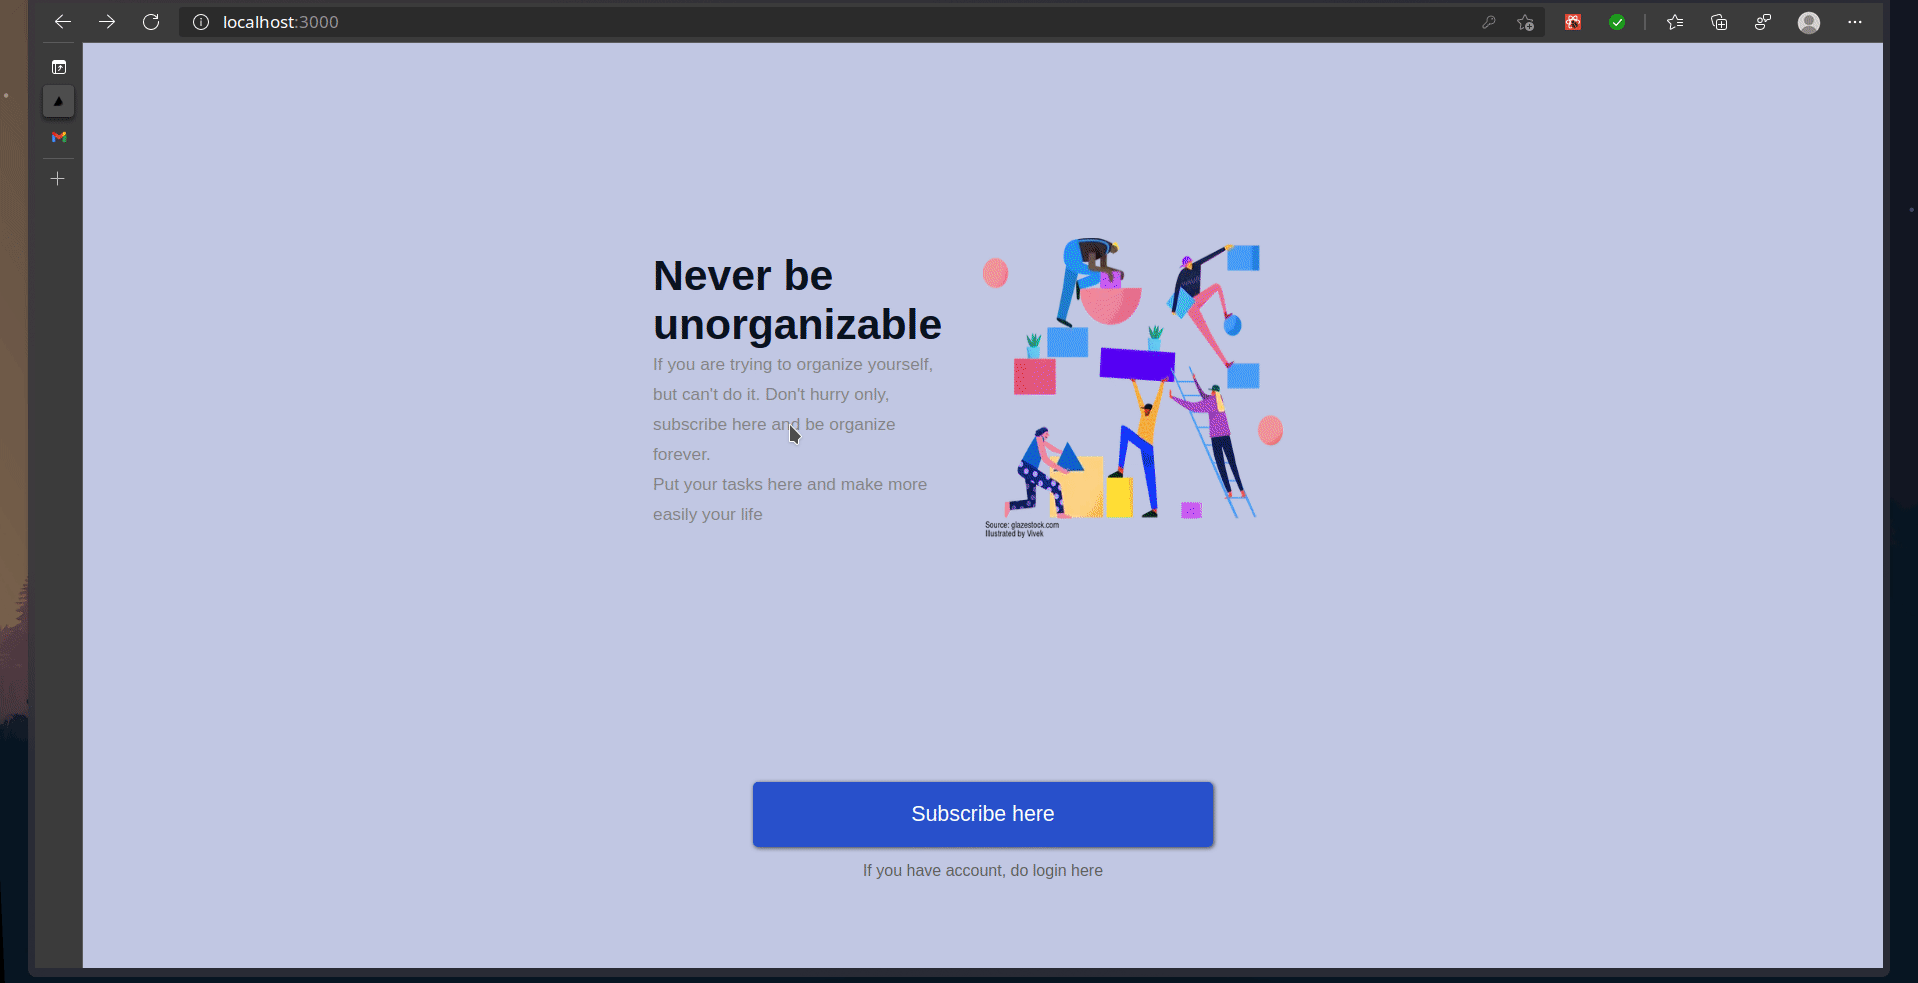 localhost:3000
Never be
unorganizable
If you are trying to organize yourself,
but can't do it. Don't hurry only,
subscribe here and be organize
forever.
Put your tasks here and make more
easily your life
Source: glazestock.com
Illustrated by Vivek
Subscribe here
If you have account, do login here